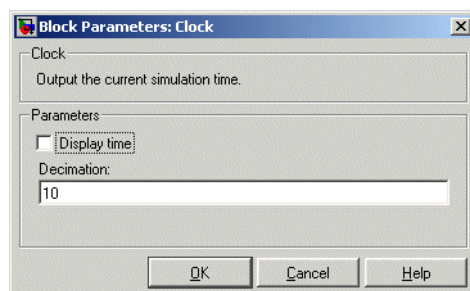 Block Parameters: Clock
Clock
Output the current simulation time.
Parameters
Display time
Decimation:
10
OK
Cancel
Help